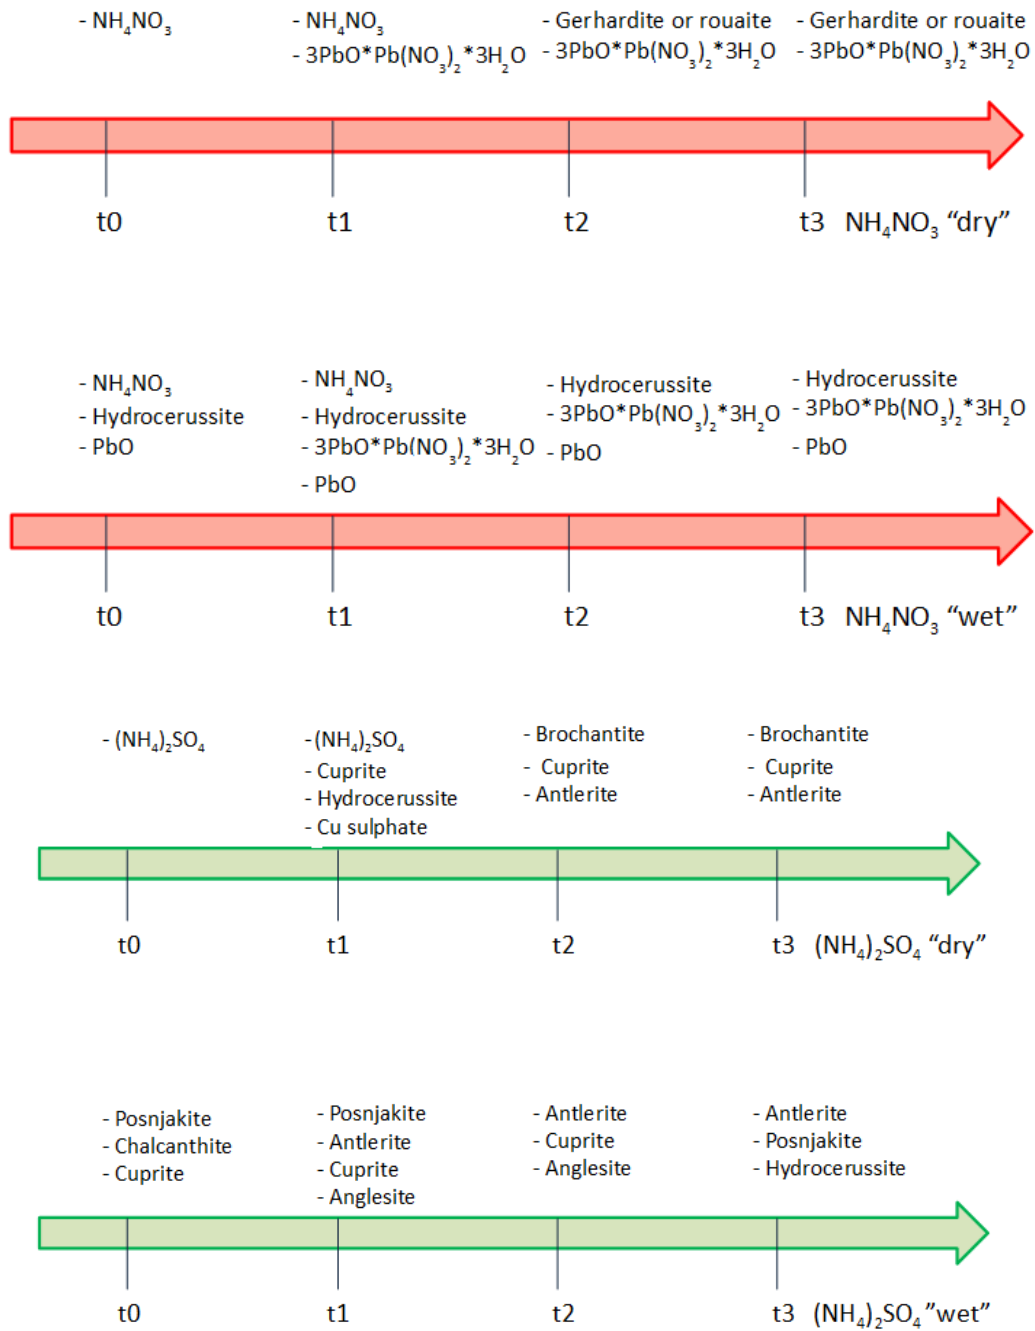 - NH₄NO₃
- 3PbO*Pb(NO₃)₂*3H₂O
- NH₄NO₃
- Gerhardite or rouaite
- 3PbO*Pb(NO₃)₂*3H₂O
- Gerhardite or rouaite
- 3PbO*Pb(NO₃)₂*3H₂O
t0 t1 t2 t3 NH₄NO₃ “dry”
- NH₄NO₃
- Hydrocerussite
- PbO
- NH₄NO₃
- Hydrocerussite
- 3PbO*Pb(NO₃)₂*3H₂O
- PbO
- Hydrocerussite
- 3PbO*Pb(NO₃)₂*3H₂O
- PbO
- Hydrocerussite
- 3PbO*Pb(NO₃)₂*3H₂O
- PbO
t0 t1 t2 t3 NH₄NO₃ “wet”
- (NH₄)₂SO₄
-(NH₄)₂SO₄
- Cuprite
- Hydrocerussite
- Cu sulphate
- Brochantite
- Cuprite
- Antlerite
- Brochantite
- Cuprite
- Antlerite
t0 t1 t2 t3 (NH₄)₂SO₄ “dry”
- Posnjakite
- Chalcanthite
- Cuprite
- Posnjakite
- Antlerite
- Cuprite
- Anglesite
- Antlerite
- Cuprite
- Anglesite
- Antlerite
- Posnjakite
- Hydrocerussite
t0 t1 t2 t3 (NH₄)₂SO₄ ”wet”